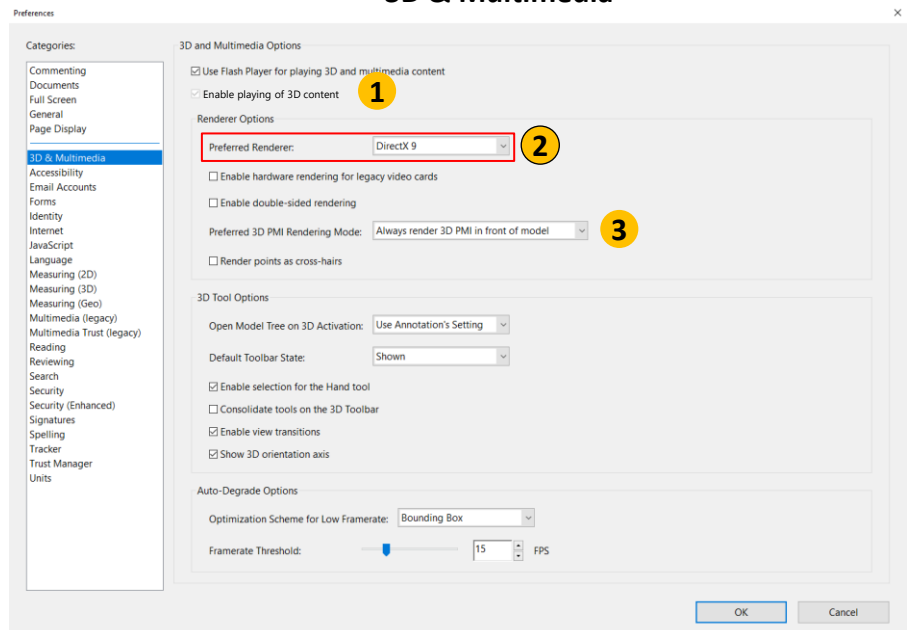 3D & Multimedia
Preferences
Categories:
Commenting
Documents
Full Screen
General
Page Display
3D & Multimedia
Accessibility
Email Accounts
Forms
Identity
Internet
JavaScript
Language
Measuring (2D)
Measuring (3D)
Measuring (Geo)
Multimedia (legacy)
Multimedia Trust (legacy)
Reading
Reviewing
Search
Security
Security (Enhanced)
Signatures
Spelling
Tracker
Trust Manager
Units
3D and Multimedia Options
Use Flash Player for playing 3D and multimedia content
Enable playing of 3D content
1
Renderer Options
Preferred Renderer: DirectX 9
2
Enable hardware rendering for legacy video cards
Enable double-sided rendering
Preferred 3D PMI Rendering Mode: Always render 3D PMI in front of model
3
Render points as cross-hairs
3D Tool Options
Open Model Tree on 3D Activation: Use Annotation's Setting
Default Toolbar State: Shown
Enable selection for the Hand tool
Consolidate tools on the 3D Toolbar
Enable view transitions
Show 3D orientation axis
Auto-Degrade Options
Optimization Scheme for Low Framerate: Bounding Box
Framerate Threshold: 15 FPS
OK Cancel